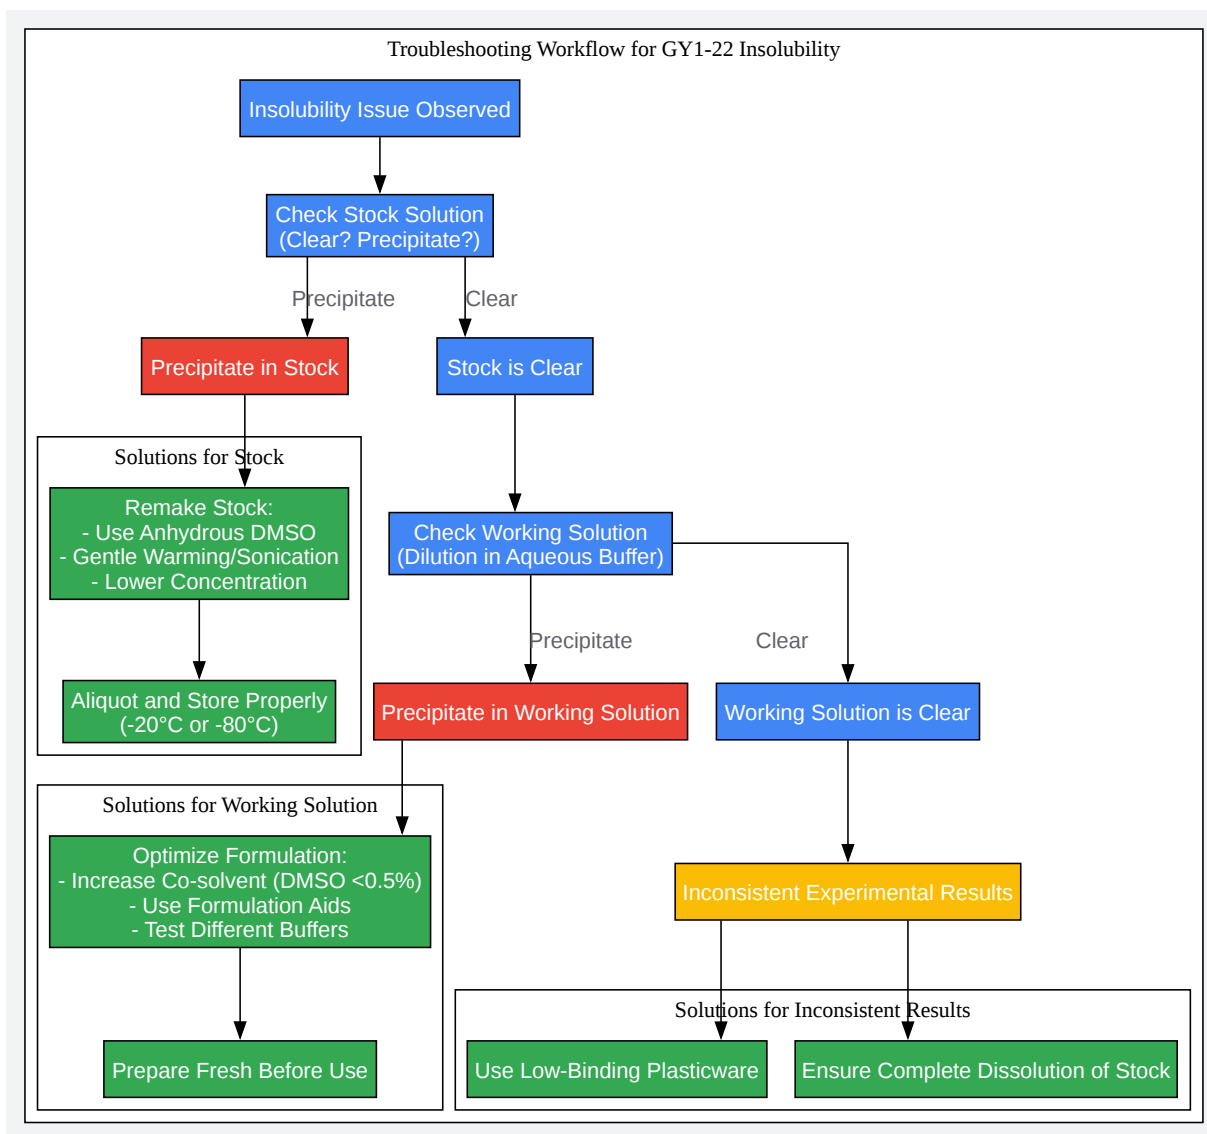 Troubleshooting Workflow for GY1-22 Insolubility
Insolubility Issue Observed
Check Stock Solution
(Clear? Precipitate?)
Precipitate
Clear
Precipitate in Stock
Stock is Clear
Solutions for Stock
Remake Stock:
- Use Anhydrous DMSO
- Gentle Warming/Sonication
- Lower Concentration
Check Working Solution
(Dilution in Aqueous Buffer)
Precipitate
Clear
Aliquot and Store Properly
(-20°C or -80°C)
Precipitate in Working Solution
Working Solution is Clear
Solutions for Working Solution
Optimize Formulation:
- Increase Co-solvent (DMSO <0.5%)
- Use Formulation Aids
- Test Different Buffers
Inconsistent Experimental Results
Solutions for Inconsistent Results
Prepare Fresh Before Use
Use Low-Binding Plasticware
Ensure Complete Dissolution of Stock